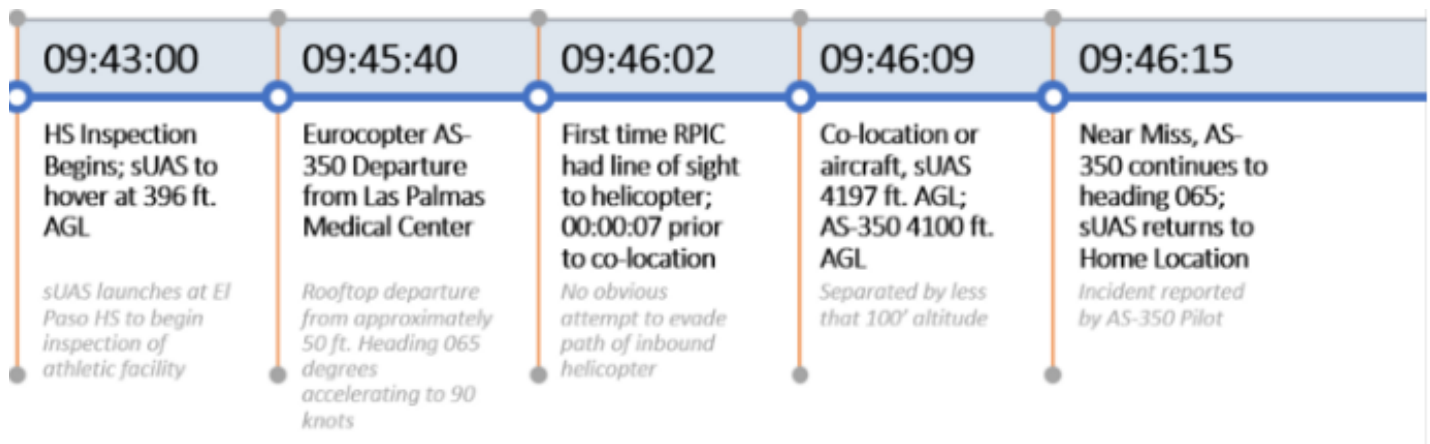 09:43:00
HS Inspection
Begins; sUAS to
hover at 396 ft.
AGL
sUAS launches at El
Paso HS to begin
inspection of
athletic facility
09:45:40
Eurocopter AS-
350 Departure
from Las Palmas
Medical Center
Rooftop departure
from approximately
50 ft. Heading 065
degrees
accelerating to 90
knots
09:46:02
First time RPIC
had line of sight
to helicopter;
00:00:07 prior
to co-location
No obvious
attempt to evade
path of inbound
helicopter
09:46:09
Co-location or
aircraft, sUAS
4197 ft. AGL;
AS-350 4100 ft.
AGL
Separated by less
that 100' altitude
09:46:15
Near Miss, AS-
350 continues to
heading 065;
sUAS returns to
Home Location
Incident reported
by AS-350 Pilot